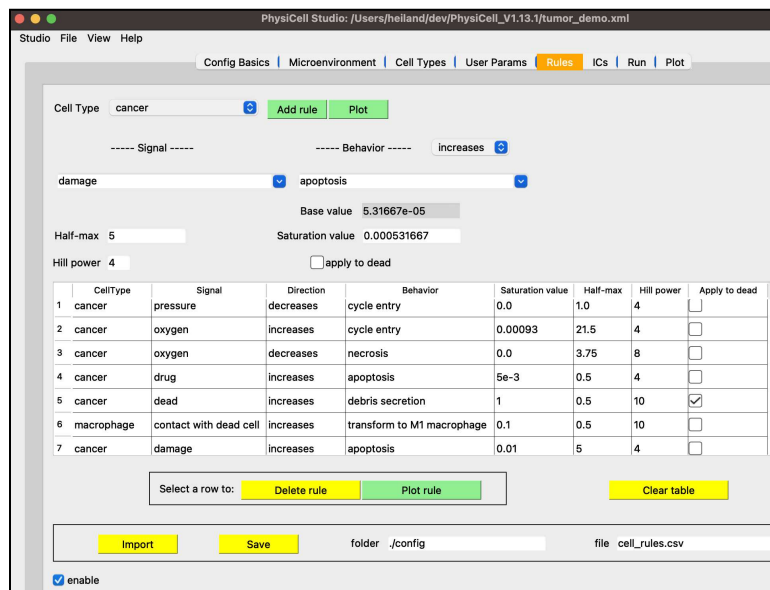 PhysiCell Studio: /Users/heiland/dev/PhysiCell_V1.13.1/tumor_demo.xml
Studio File View Help
Config Basics Microenvironment Cell Types User Params Rules ICs Run Plot
Cell Type cancer Add rule Plot
----- Signal ----- ----- Behavior ----- increases
damage apoptosis
Base value 5.31667e-05
Half-max 5 Saturation value 0.000531667
Hill power 4 apply to dead
CellType Signal Direction Behavior Saturation value Half-max Hill power Apply to dead
1 cancer pressure decreases cycle entry 0.0 1.0 4
2 cancer oxygen increases cycle entry 0.00093 21.5 4
3 cancer oxygen decreases necrosis 0.0 3.75 8
4 cancer drug increases apoptosis 5e-3 0.5 4
5 cancer dead increases debris secretion 1 0.5 10
6 macrophage contact with dead cell increases transform to M1 macrophage 0.1 0.5 10
7 cancer damage increases apoptosis 0.01 5 4
Select a row to: Delete rule Plot rule Clear table
Import Save folder ./config file cell_rules.csv
enable